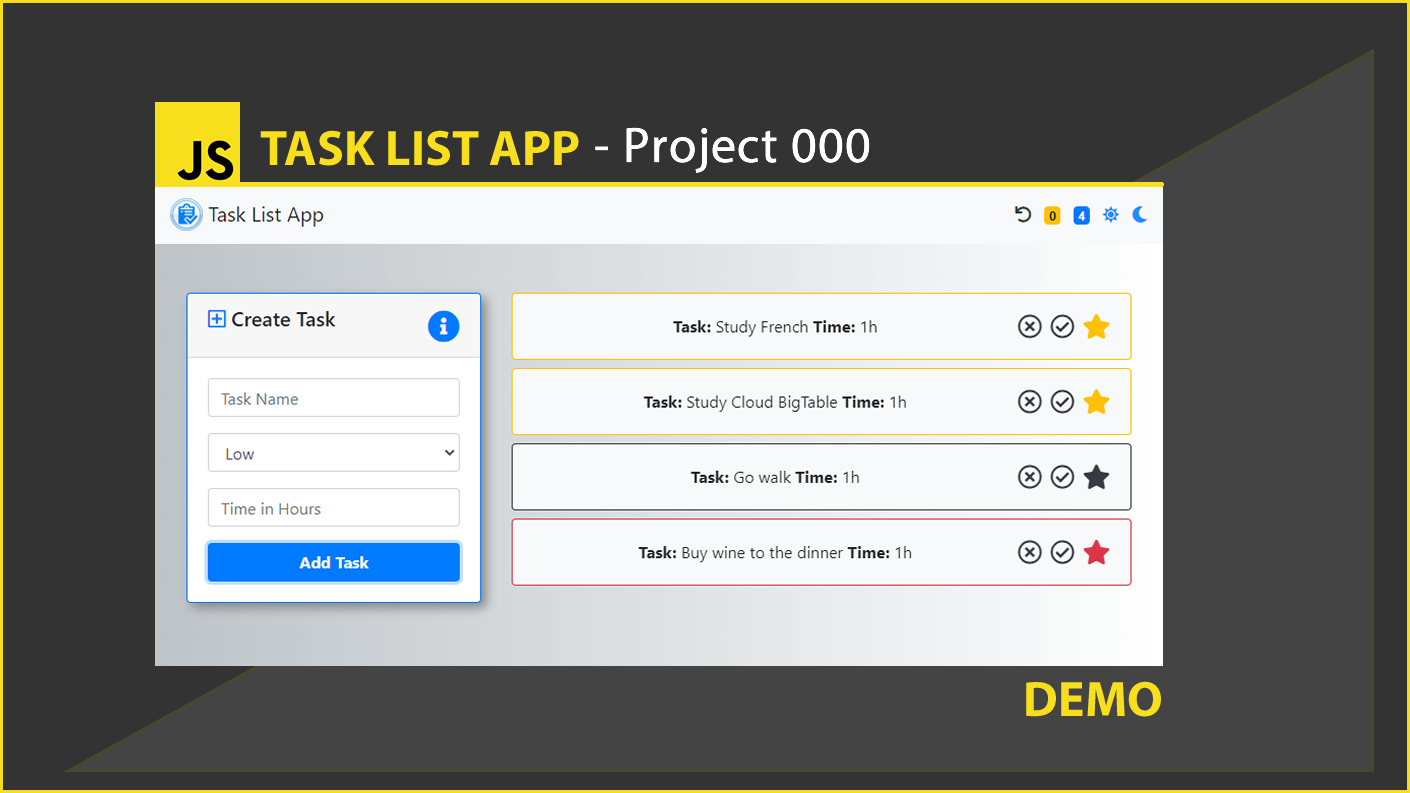 JS TASK LIST APP - Project 000
Task List App
0 4
Create Task
Task Name
Low
Time in Hours
Add Task
Task: Study French Time: 1h
Task: Study Cloud BigTable Time: 1h
Task: Go walk Time: 1h
Task: Buy wine to the dinner Time: 1h
DEMO